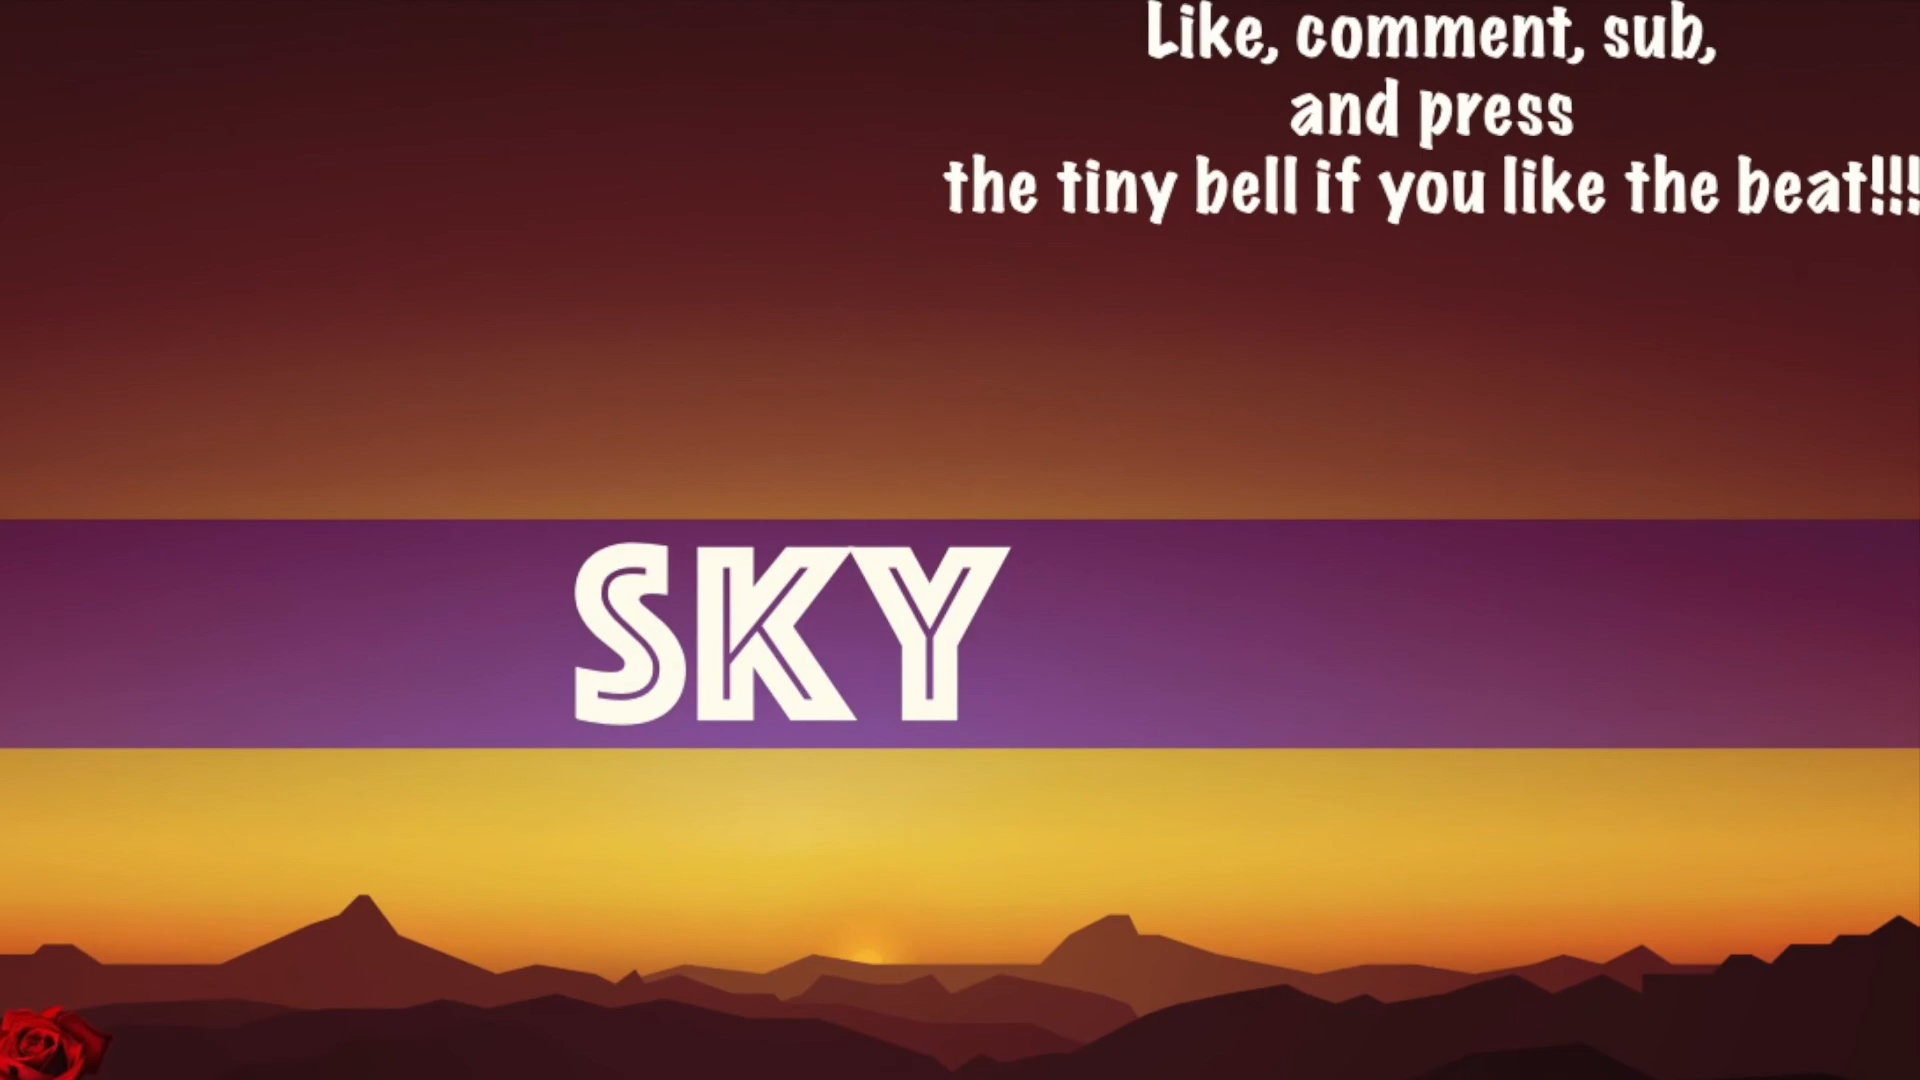 Like, comment, sub,
and press
the tiny bell if you like the beat!!!
SKY